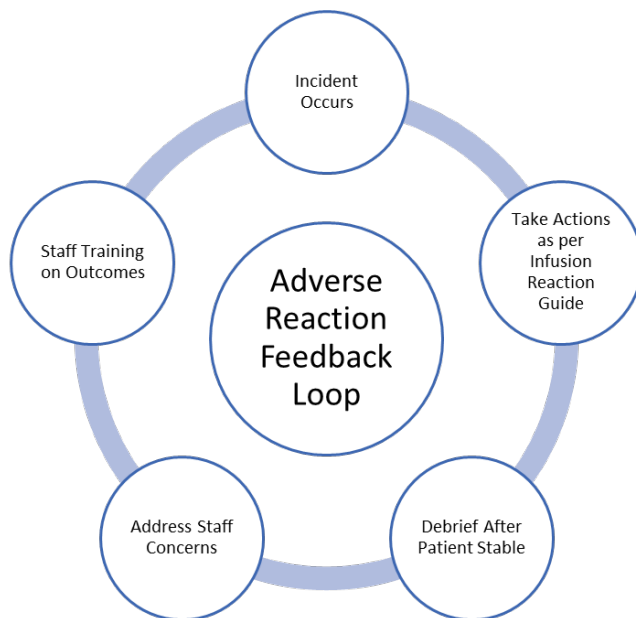 Incident
Occurs
Take Actions
as per
Infusion
Reaction
Guide
Debrief After
Patient Stable
Address Staff
Concerns
Staff Training
on Outcomes
Adverse
Reaction
Feedback
Loop